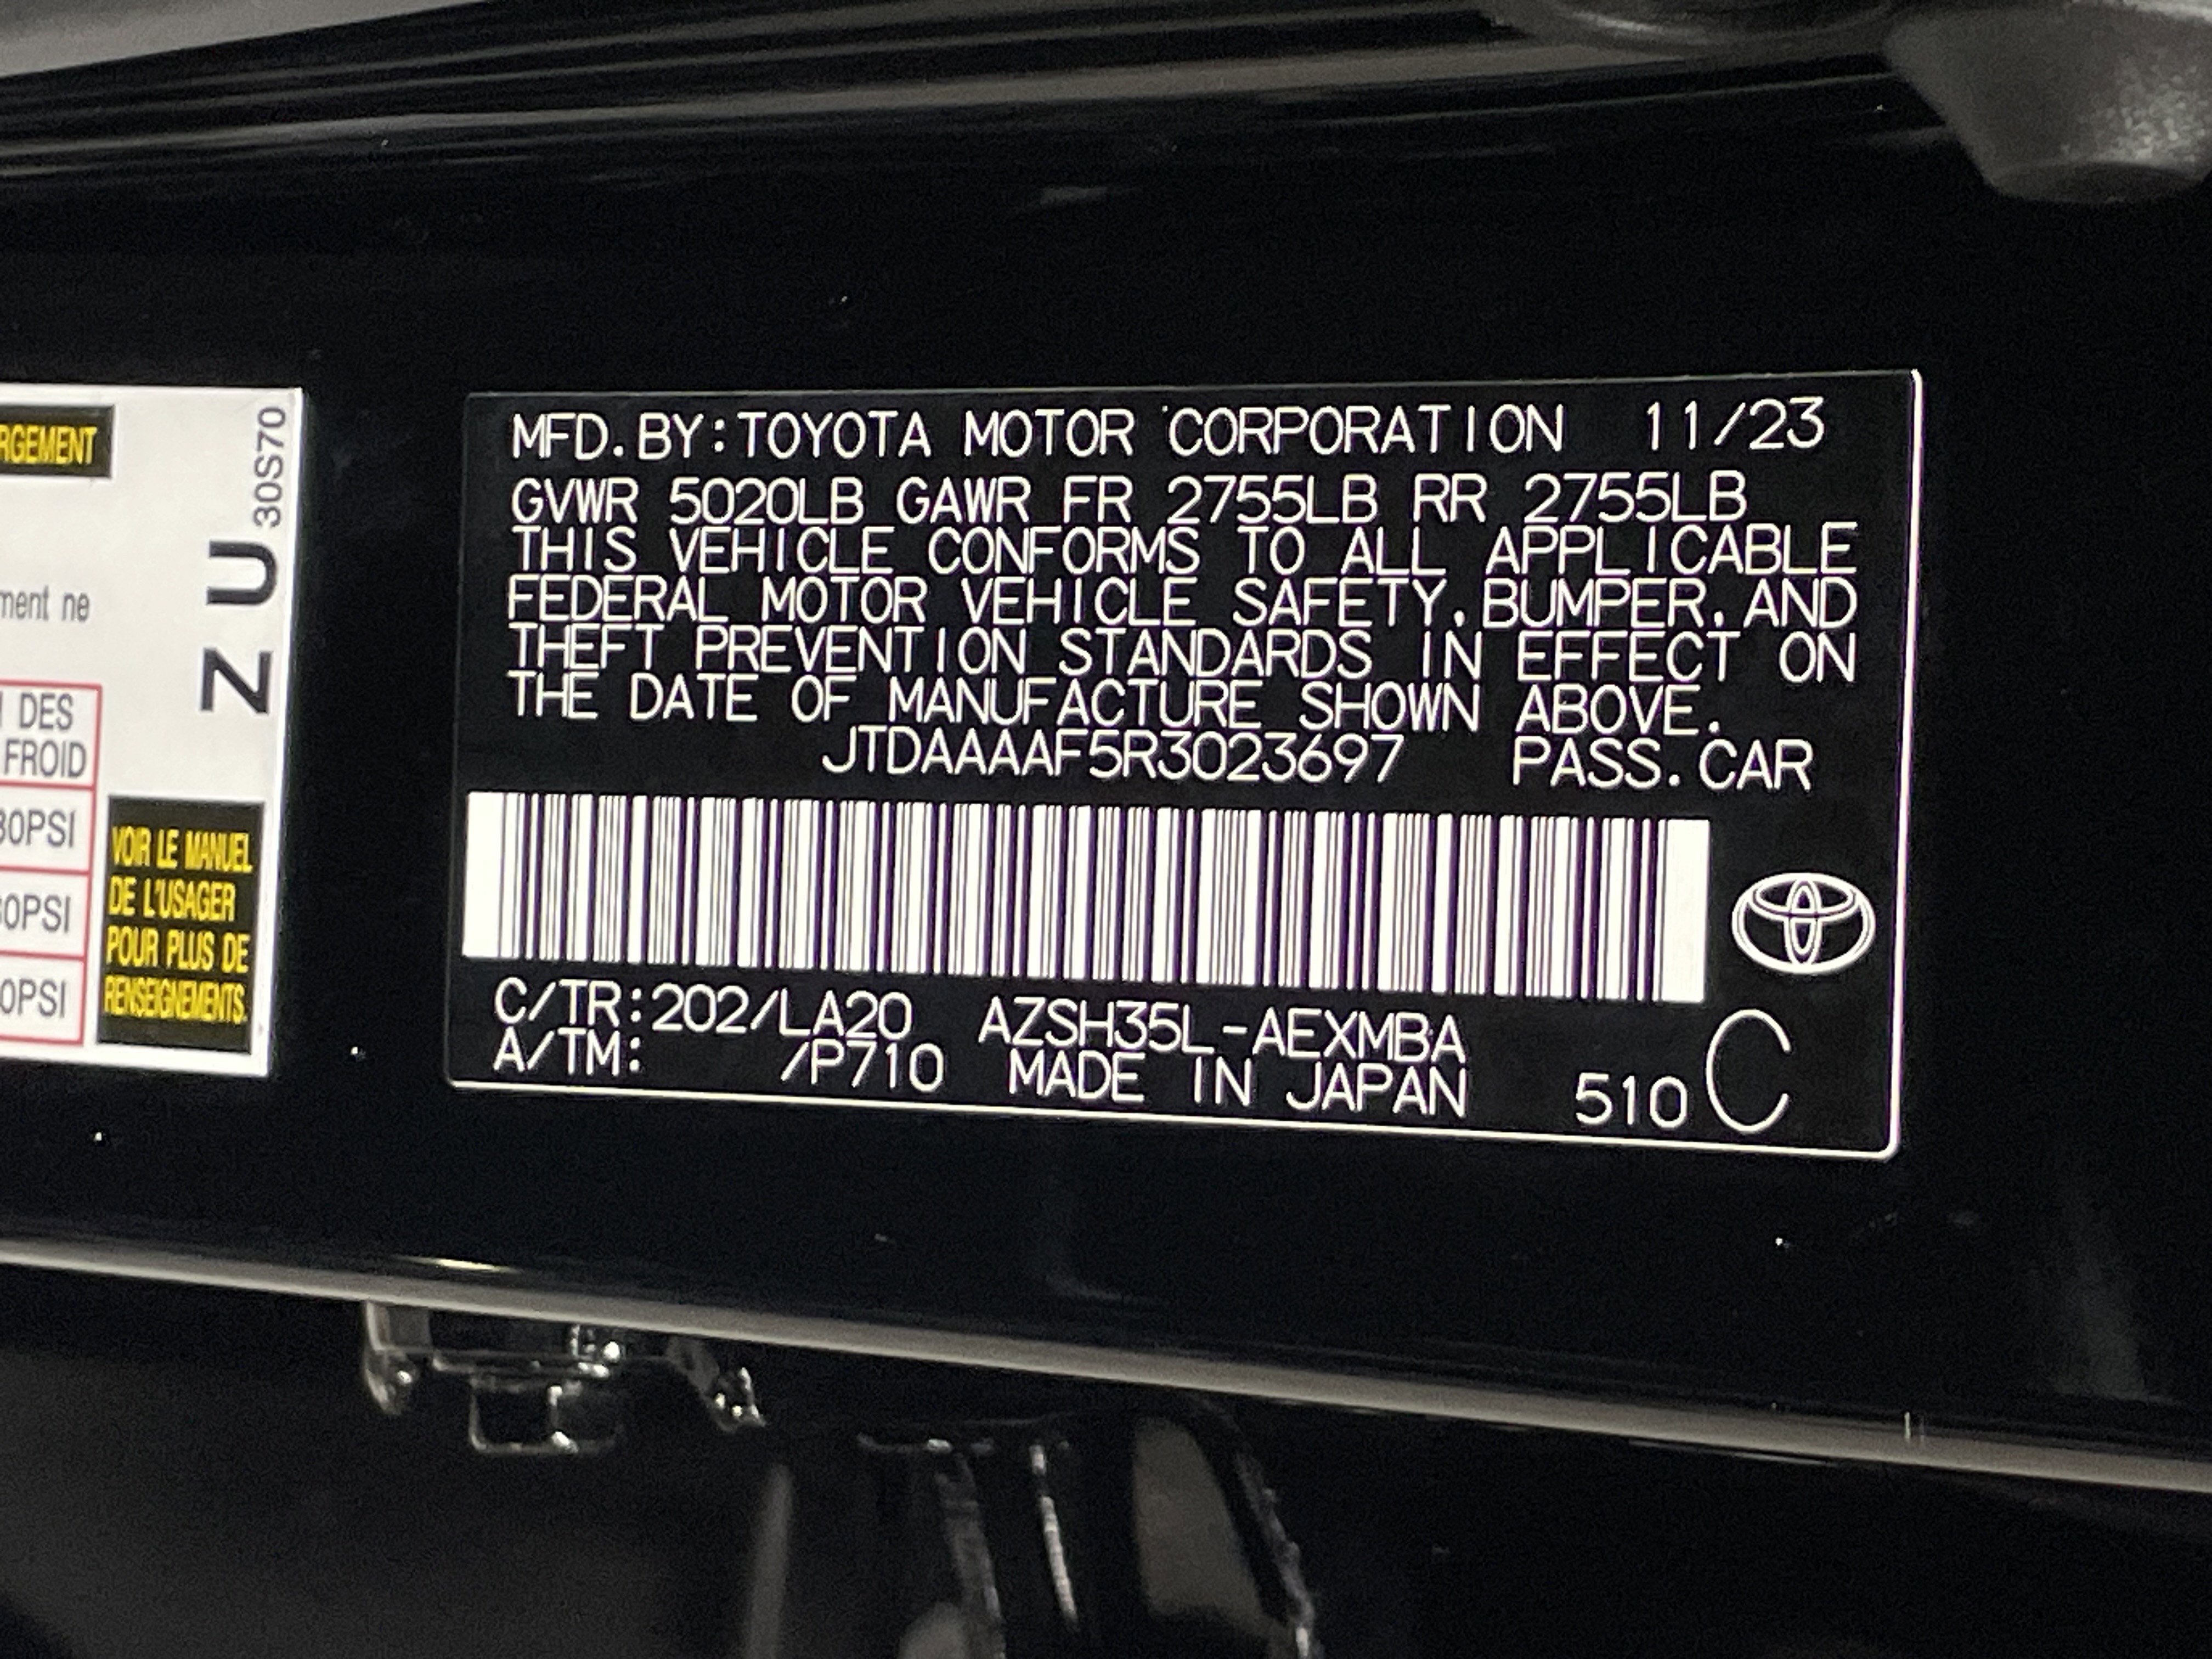 RGEMENT
30S70
Z U
ment ne
DES
FROID
30PSI
0PSI
0PSI
VOIR LE MANUEL
DE L'USAGER
POUR PLUS DE
RENSEIGNEMENTS.
MFD.BY:TOYOTA MOTOR CORPORATION 11/23
GVWR 5020LB GAWR FR 2755LB RR 2755LB
THIS VEHICLE CONFORMS TO ALL APPLICABLE
FEDERAL MOTOR VEHICLE SAFETY,BUMPER,AND
THEFT PREVENTION STANDARDS IN EFFECT ON
THE DATE OF MANUFACTURE SHOWN ABOVE.
JTDAAAAF5R3023697 PASS.CAR
C/TR:202/LA20 AZSH35L-AEXMBA
A/TM: /P710 MADE IN JAPAN 510 C